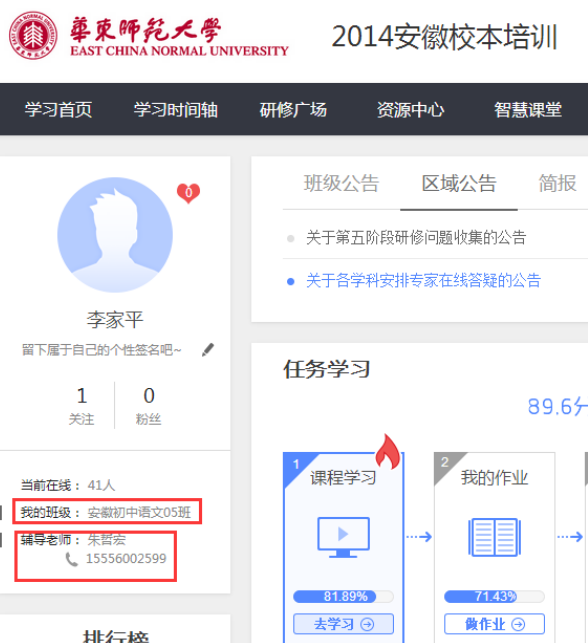 華東師範大學
EAST CHINA NORMAL UNIVERSITY
2014安徽校本培训
学习首页 学习时间轴 研修广场 资源中心 智慧课堂
0
李家平
留下属于自己的个性签名吧~
1 0
关注 粉丝
当前在线： 41人
我的班级： 安徽初中语文05班
辅导老师： 朱哲宏
15556002599
排行榜
班级公告 区域公告 简报
关于第五阶段研修问题收集的公告
关于各学科安排专家在线答疑的公告
任务学习
89.6分
1 2
课程学习 我的作业
81.89% 71.43%
去学习 做作业